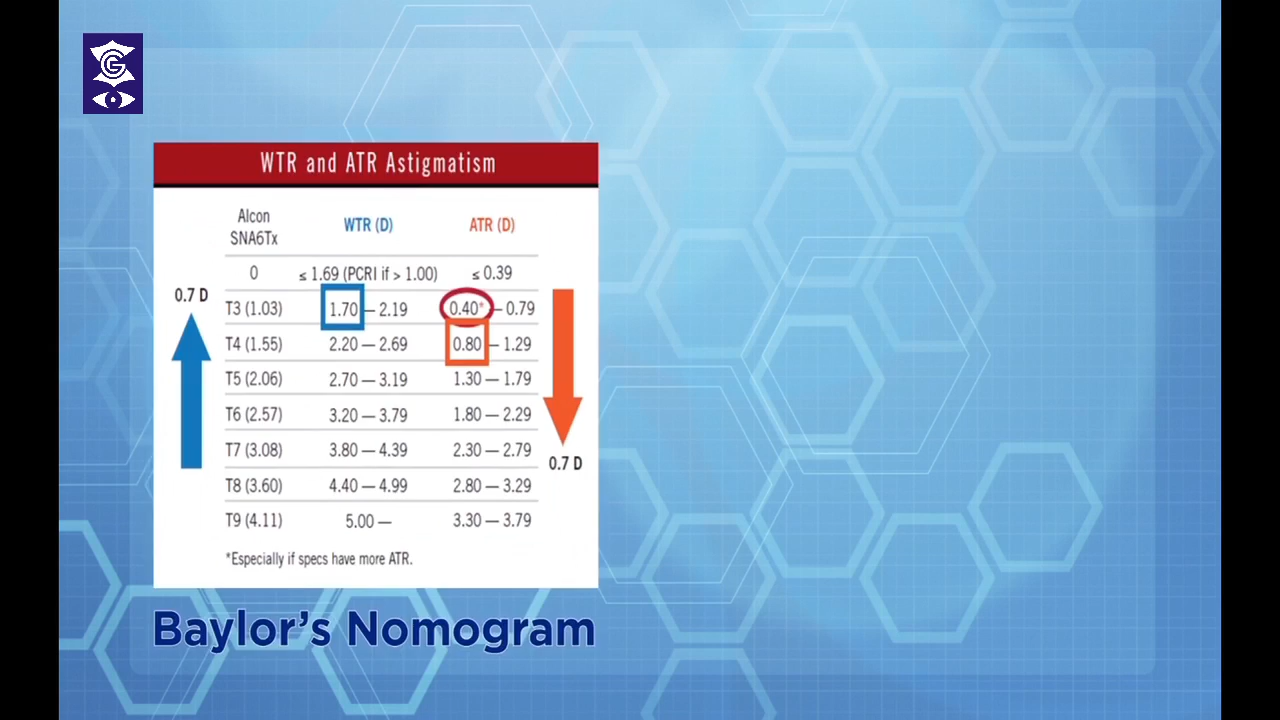 WTR and ATR Astigmatism
Alcon
SNA6Tx
WTR (D)
ATR (D)
0 ≤ 1.69 (PCRI if > 1.00) ≤ 0.39
0.7 D
T3 (1.03) 1.70 — 2.19 0.40* — 0.79
T4 (1.55) 2.20 — 2.69 0.80 — 1.29
T5 (2.06) 2.70 — 3.19 1.30 — 1.79
T6 (2.57) 3.20 — 3.79 1.80 — 2.29
T7 (3.08) 3.80 — 4.39 2.30 — 2.79
0.7 D
T8 (3.60) 4.40 — 4.99 2.80 — 3.29
T9 (4.11) 5.00 — 3.30 — 3.79
*Especially if specs have more ATR.
Baylor’s Nomogram